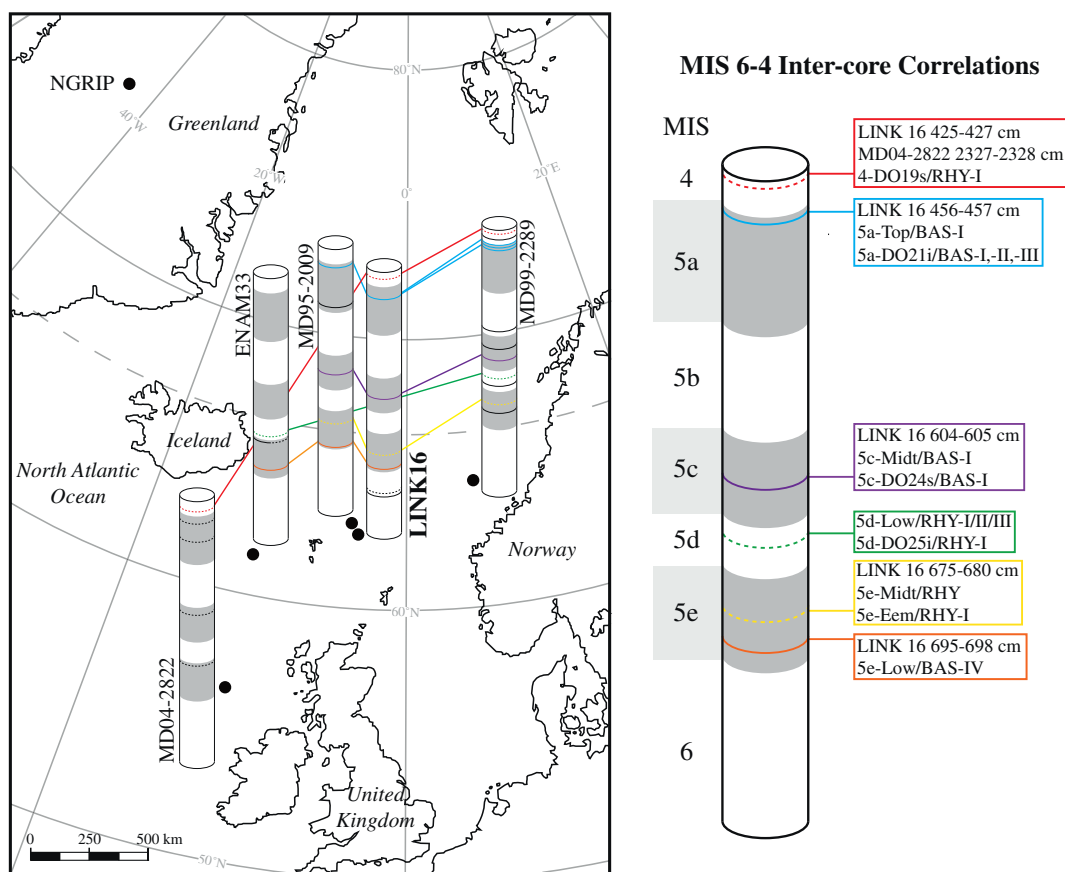 NGRIP
Greenland
40°W
20°W
80°N
0°
20°E
ENAM33
MD95-2009
LINK16
MD99-2289
Iceland
North Atlantic
Ocean
Norway
60°N
MD04-2822
United
Kingdom
50°N
0 250 500 km
MIS 6-4 Inter-core Correlations
MIS
4
5a
5b
5c
5d
5e
6
LINK 16 425-427 cm
MD04-2822 2327-2328 cm
4-DO19s/RHY-I
LINK 16 456-457 cm
5a-Top/BAS-I
5a-DO21i/BAS-I,-II,-III
LINK 16 604-605 cm
5c-Midt/BAS-I
5c-DO24s/BAS-I
5d-Low/RHY-I/II/III
5d-DO25i/RHY-I
LINK 16 675-680 cm
5e-Midt/RHY
5e-Eem/RHY-I
LINK 16 695-698 cm
5e-Low/BAS-IV